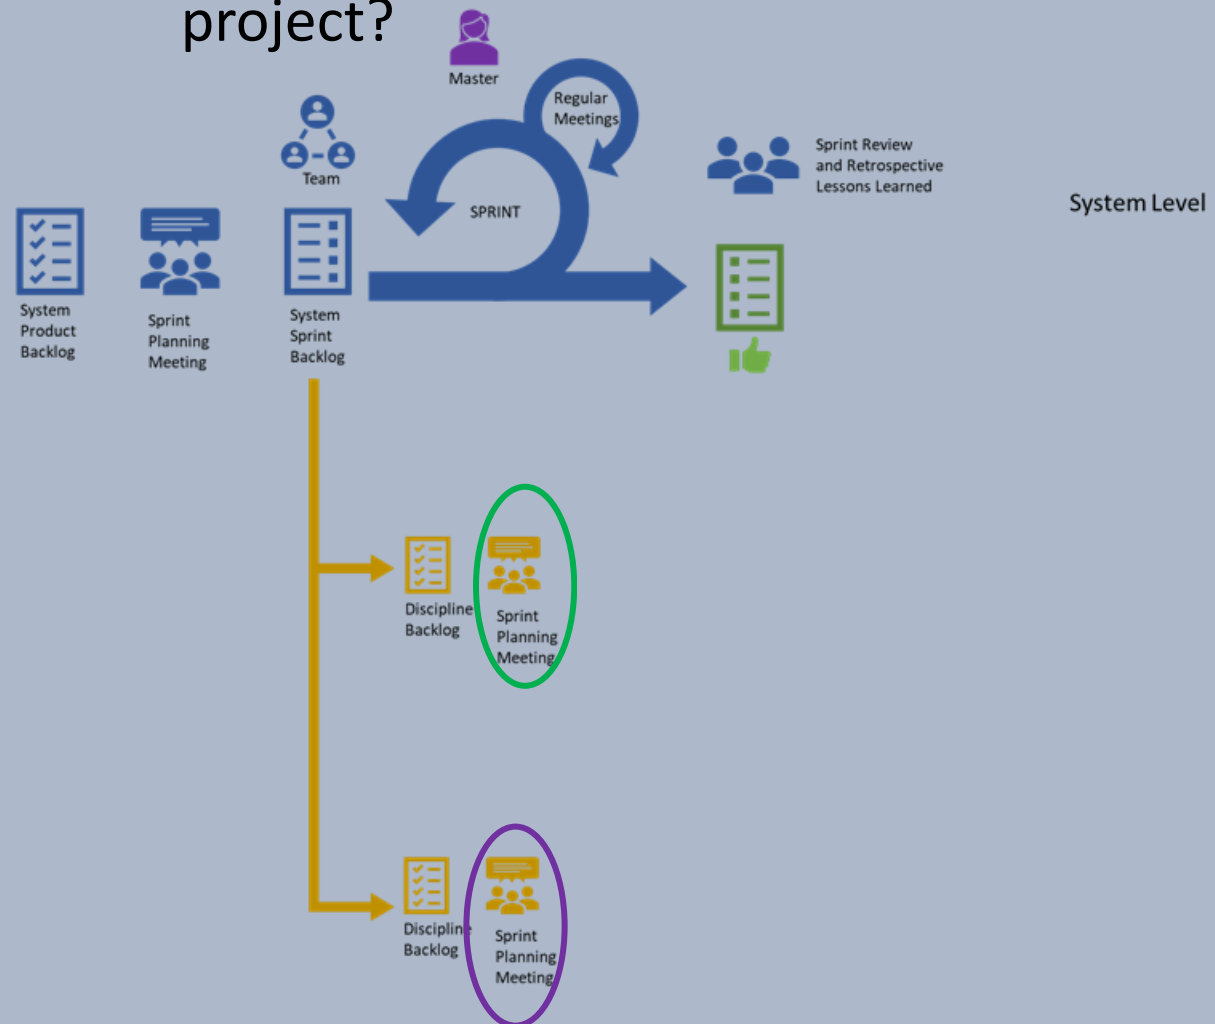 project?
Master
Regular
Meetings
Team
SPRINT
Sprint Review
and Retrospective
Lessons Learned
System Level
System
Product
Backlog
Sprint
Planning
Meeting
System
Sprint
Backlog
Discipline
Backlog
Sprint
Planning
Meeting
Discipline
Backlog
Sprint
Planning
Meeting